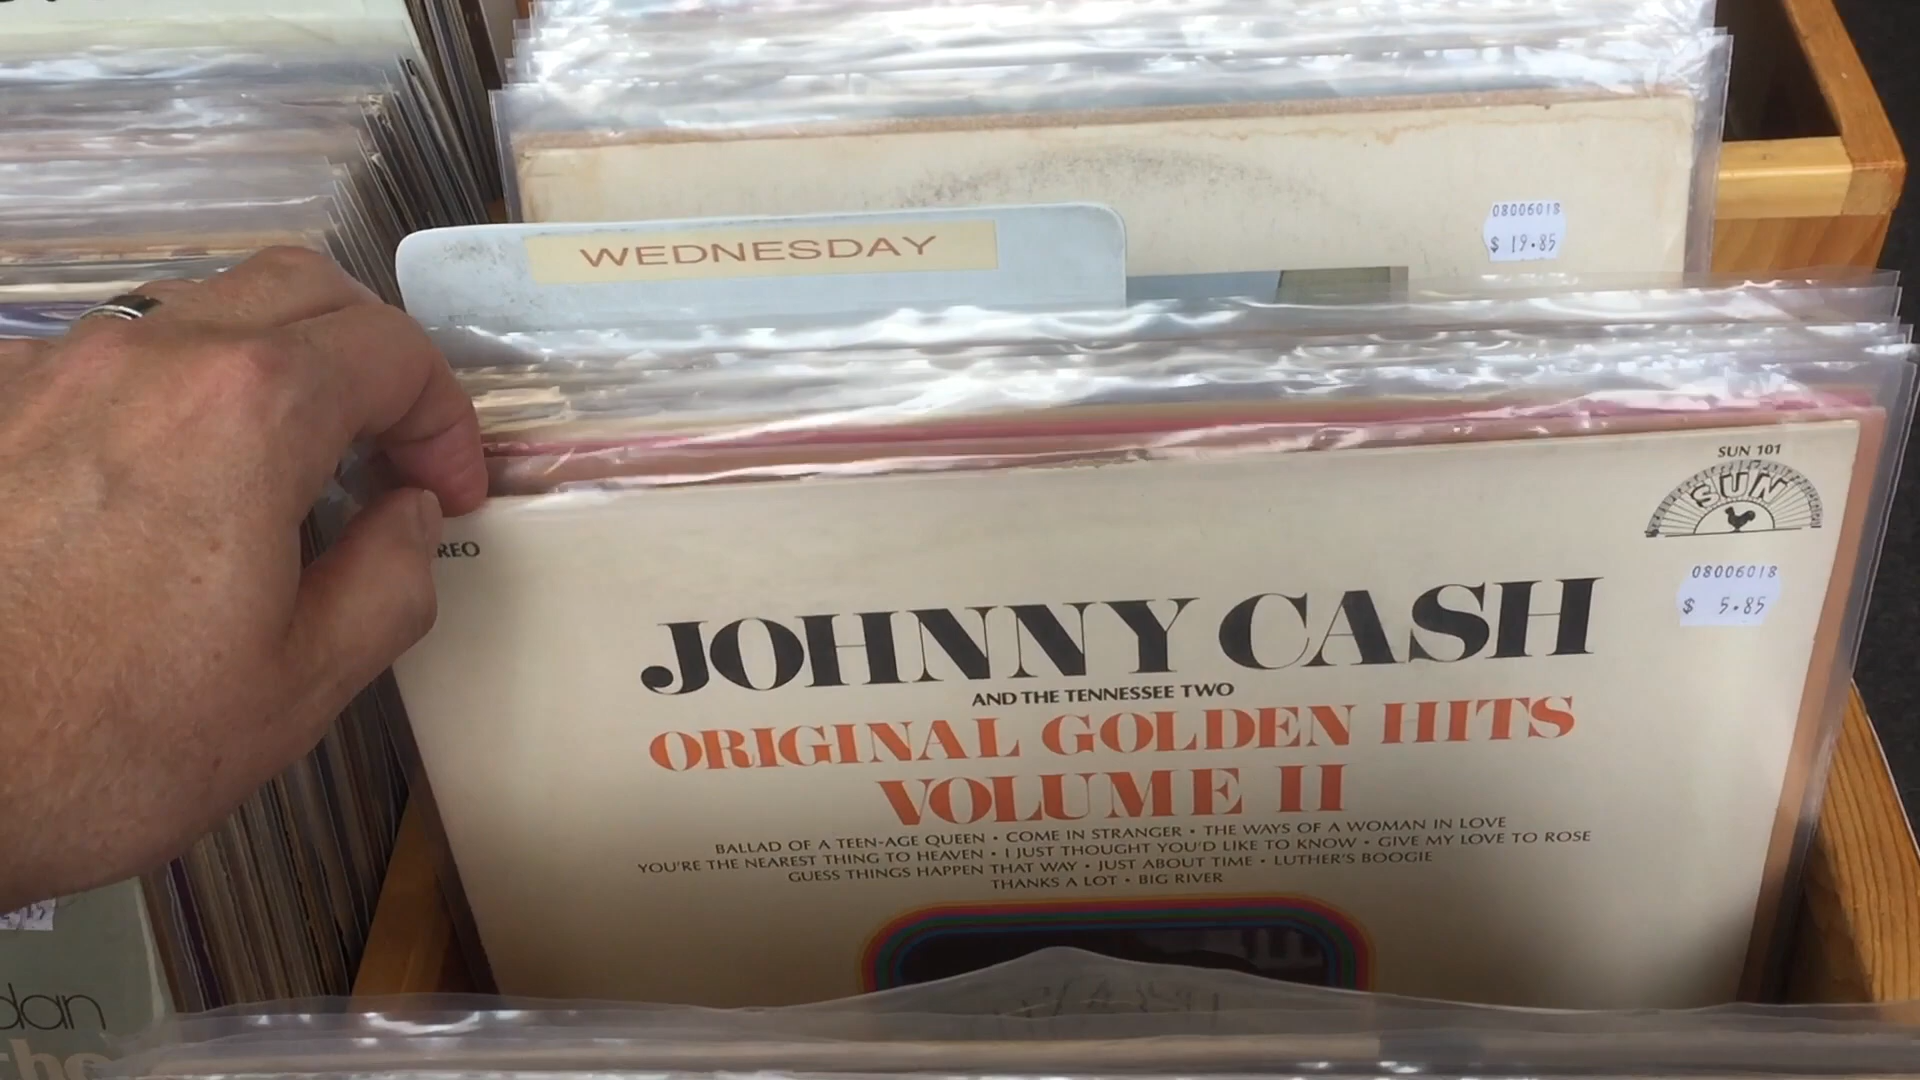 08006018
$ 19.85
WEDNESDAY
SUN 101
SUN
REO
08006018
$ 5.85
JOHNNY CASH
AND THE TENNESSEE TWO
ORIGINAL GOLDEN HITS
VOLUME II
BALLAD OF A TEEN-AGE QUEEN • COME IN STRANGER • THE WAYS OF A WOMAN IN LOVE
YOU'RE THE NEAREST THING TO HEAVEN • I JUST THOUGHT YOU'D LIKE TO KNOW • GIVE MY LOVE TO ROSE
GUESS THINGS HAPPEN THAT WAY • JUST ABOUT TIME • LUTHER'S BOOGIE
THANKS A LOT • BIG RIVER
dan